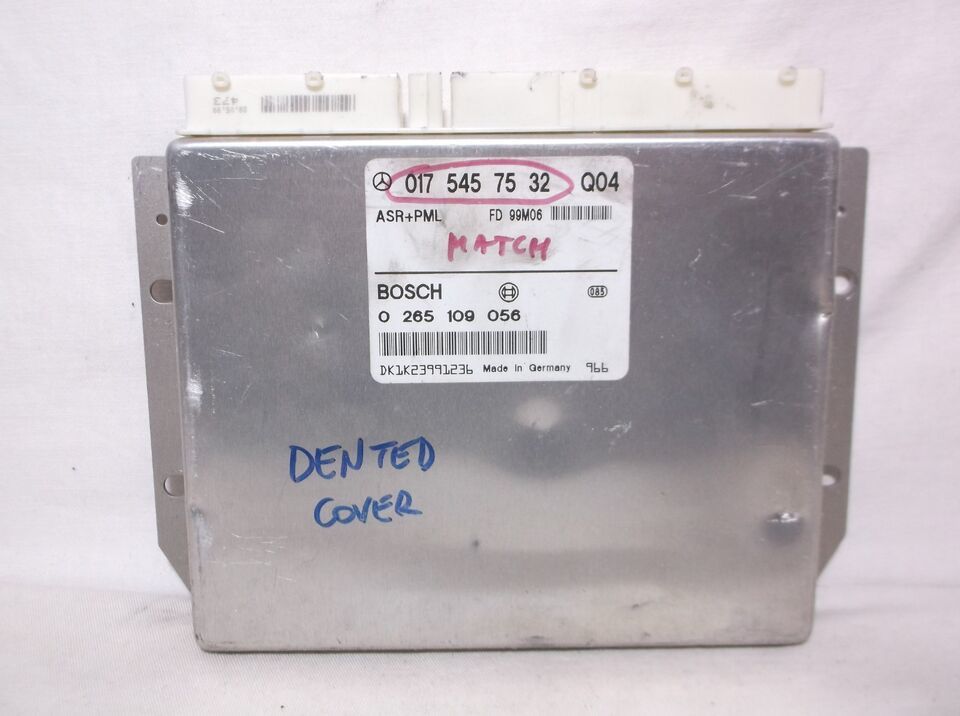 473
017 545 75 32 Q04
ASR+PML FD 99M06
MATCH
BOSCH 083
0 265 109 056
DK1K23991236 Made in Germany 966
DENTED
COVER